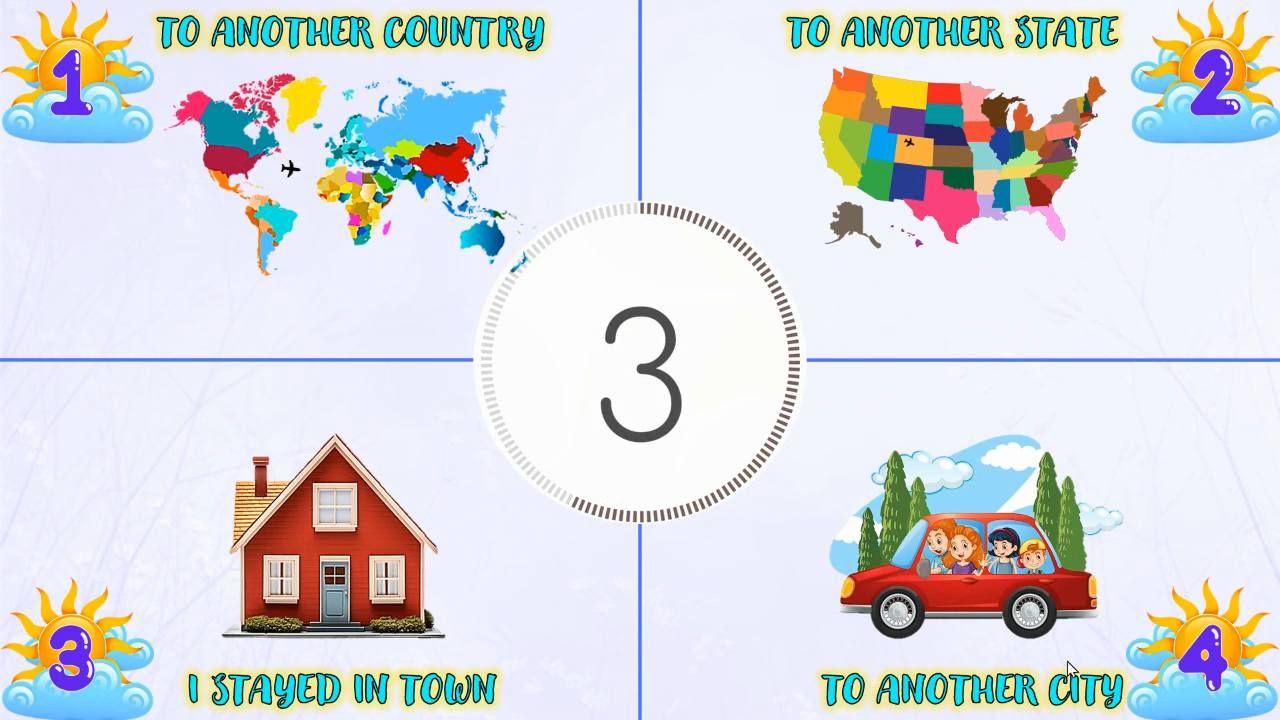 TO ANOTHER COUNTRY
1
TO ANOTHER STATE
2
3
I STAYED IN TOWN
3
TO ANOTHER CITY
4